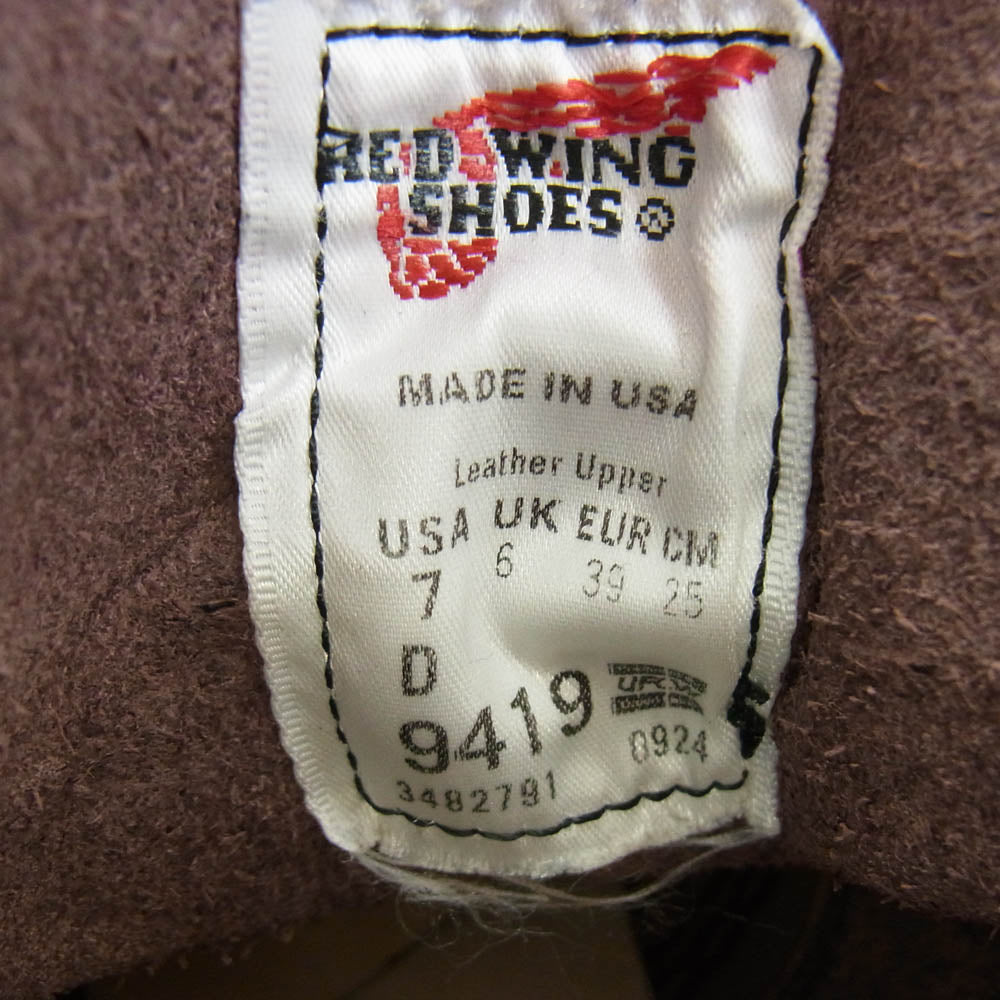 RED WING
SHOES ®
MADE IN USA
Leather Upper
USA UK EUR CM
7 6 39 25
D
9419
0924
3482791